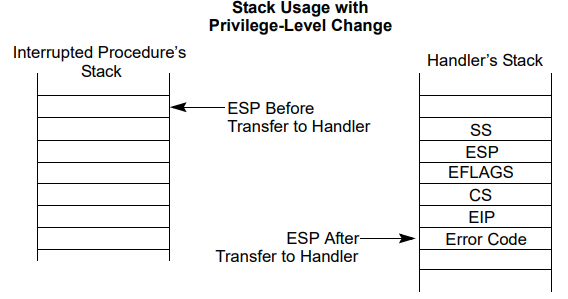 Stack Usage with
Privilege-Level Change
Interrupted Procedure's
Stack
Handler's Stack
ESP Before
Transfer to Handler
SS
ESP
EFLAGS
CS
EIP
ESP After
Transfer to Handler
Error Code